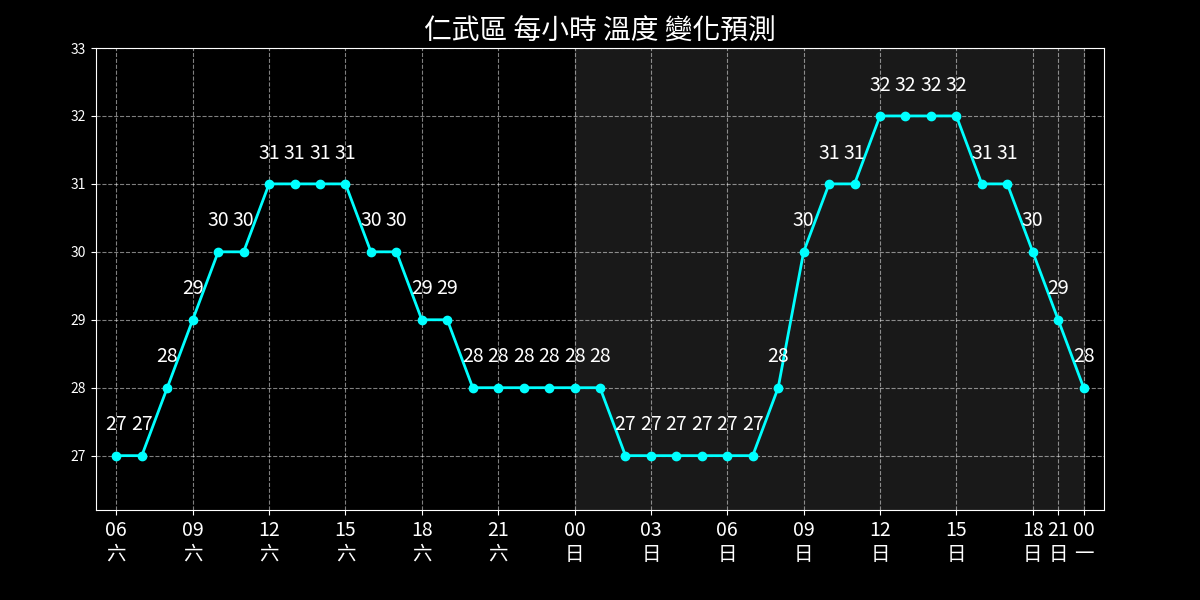 仁武區 每小時 溫度 變化預測
33
32 32 32 32
32
31 31 31 31 31 31 31 31
31
30 30 30 30 30 30
30
29 29 29 29
29
28 28 28 28 28 28 28 28 28
28
27 27 27 27 27 27 27 27
27
06 09 12 15 18 21 00 03 06 09 12 15 18 21 00
六 六 六 六 六 六 日 日 日 日 日 日 日 日 一